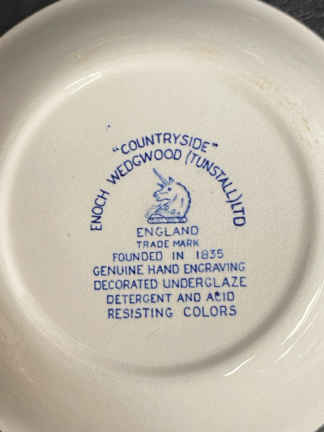 "COUNTRYSIDE"
ENOCH WEDGWOOD (TUNSTALL) LTD
ENGLAND
TRADE MARK
FOUNDED IN 1835
GENUINE HAND ENGRAVING
DECORATED UNDERGLAZE
DETERGENT AND ACID
RESISTING COLORS